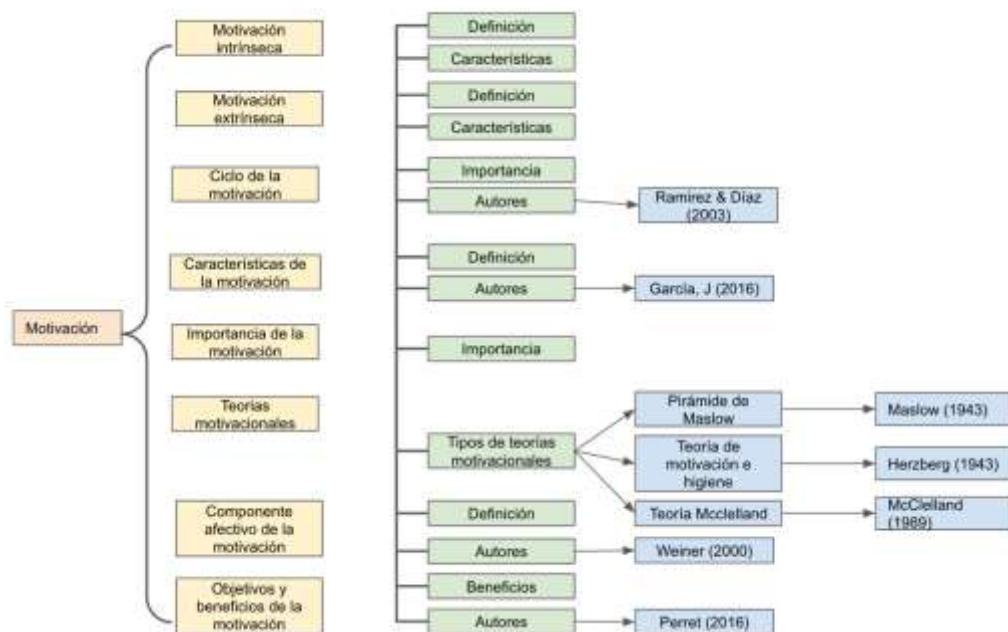 Motivación
Motivación
intrínseca
Motivación
extrínseca
Ciclo de la
motivación
Características de
la motivación
Importancia de la
motivación
Teorías
motivacionales
Componente
afectivo de la
motivación
Objetivos y
beneficios de la
motivación
Definición
Características
Definición
Características
Importancia
Autores
Ramírez & Díaz
(2003)
Definición
Autores
García, J (2016)
Importancia
Tipos de teorías
motivacionales
Pirámide de
Maslow
Maslow (1943)
Teoría de
motivación e
higiene
Herzberg (1943)
Teoría Mcclelland
McClelland
(1989)
Definición
Autores
Weiner (2000)
Beneficios
Autores
Perret (2016)